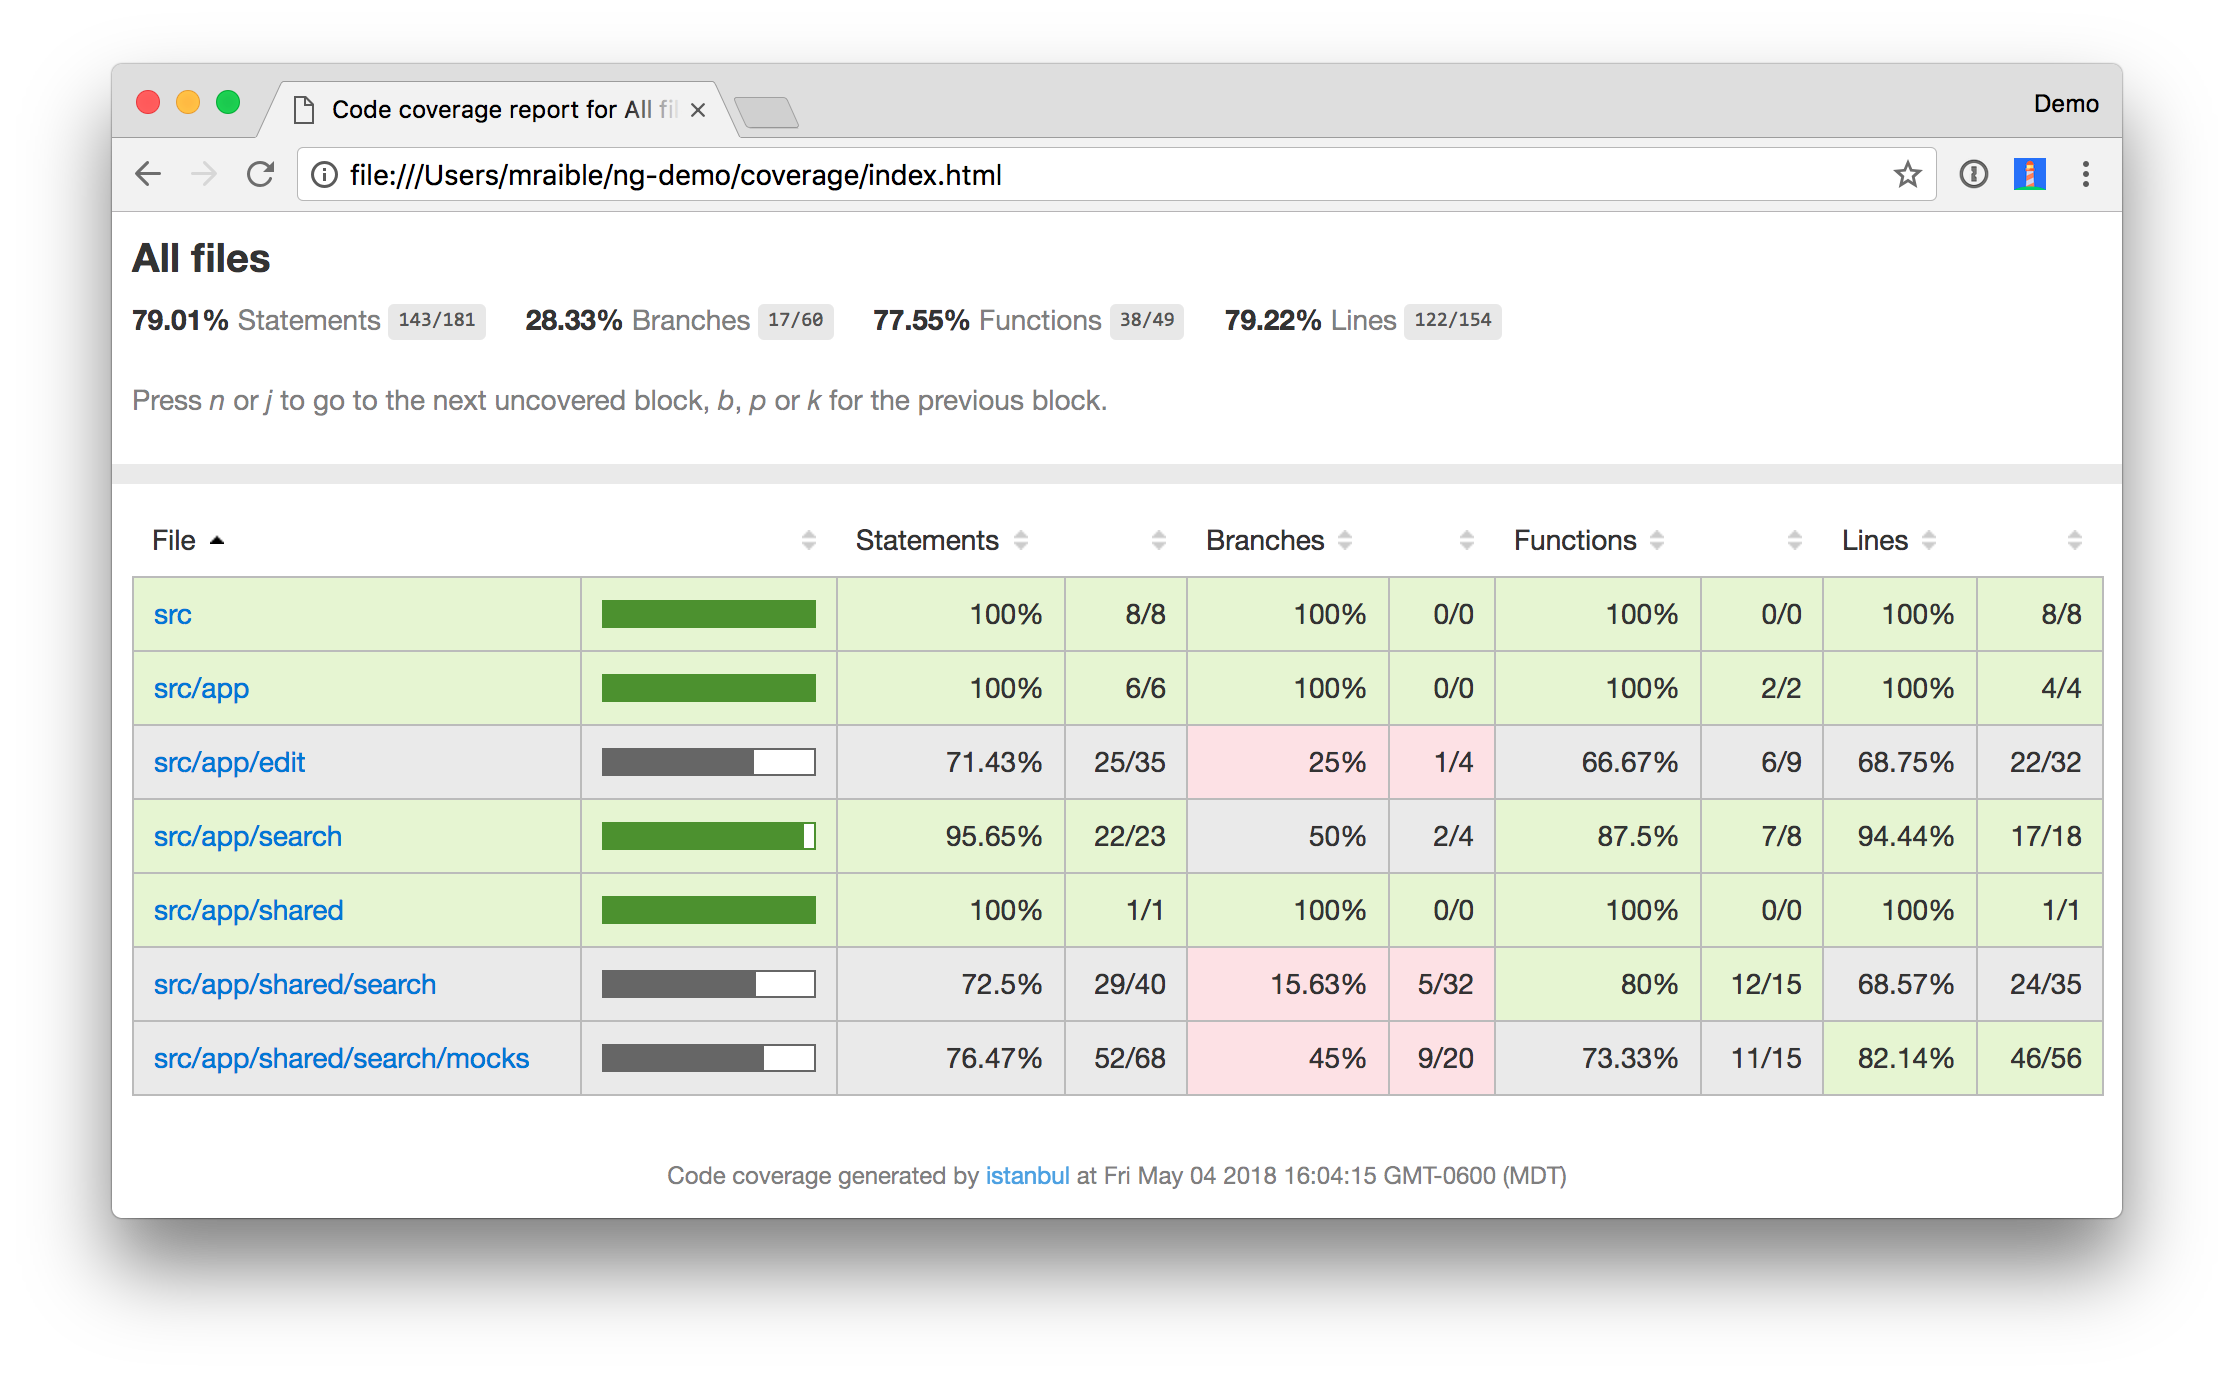 Code coverage report for All fil
Demo
file:///Users/mraible/ng-demo/coverage/index.html
All files
79.01% Statements 143/181 28.33% Branches 17/60 77.55% Functions 38/49 79.22% Lines 122/154
Press n or j to go to the next uncovered block, b, p or k for the previous block.
File Statements Branches Functions Lines
src 100% 8/8 100% 0/0 100% 0/0 100% 8/8
src/app 100% 6/6 100% 0/0 100% 2/2 100% 4/4
src/app/edit 71.43% 25/35 25% 1/4 66.67% 6/9 68.75% 22/32
src/app/search 95.65% 22/23 50% 2/4 87.5% 7/8 94.44% 17/18
src/app/shared 100% 1/1 100% 0/0 100% 0/0 100% 1/1
src/app/shared/search 72.5% 29/40 15.63% 5/32 80% 12/15 68.57% 24/35
src/app/shared/search/mocks 76.47% 52/68 45% 9/20 73.33% 11/15 82.14% 46/56
Code coverage generated by istanbul at Fri May 04 2018 16:04:15 GMT-0600 (MDT)